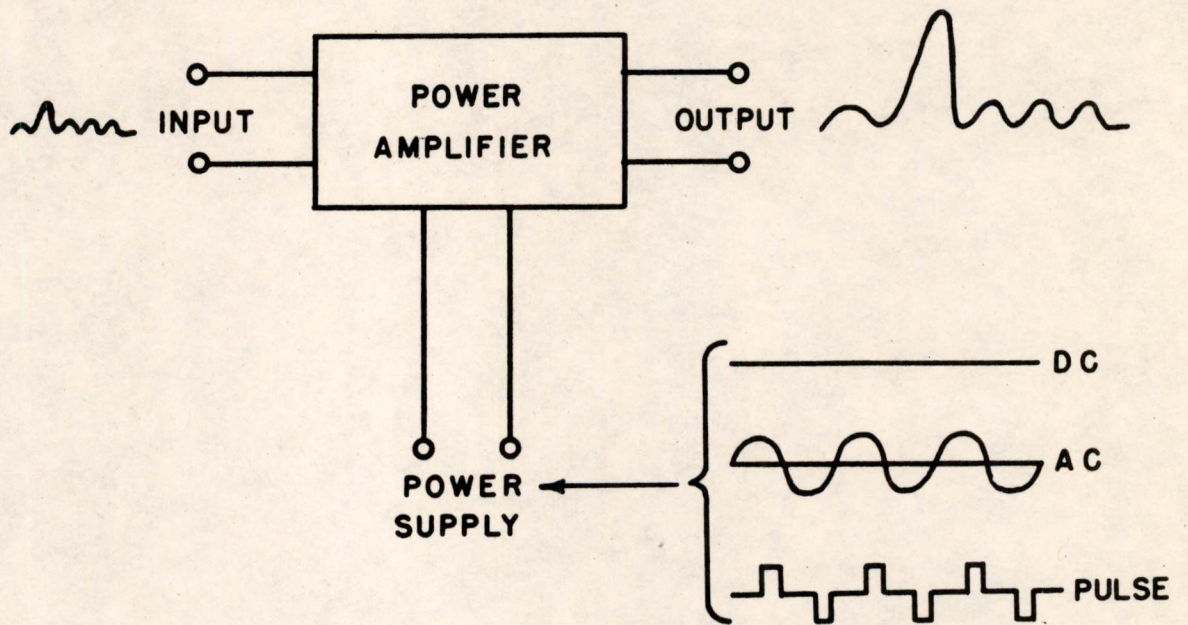 POWER
AMPLIFIER
INPUT
OUTPUT
POWER
SUPPLY
DC
AC
PULSE